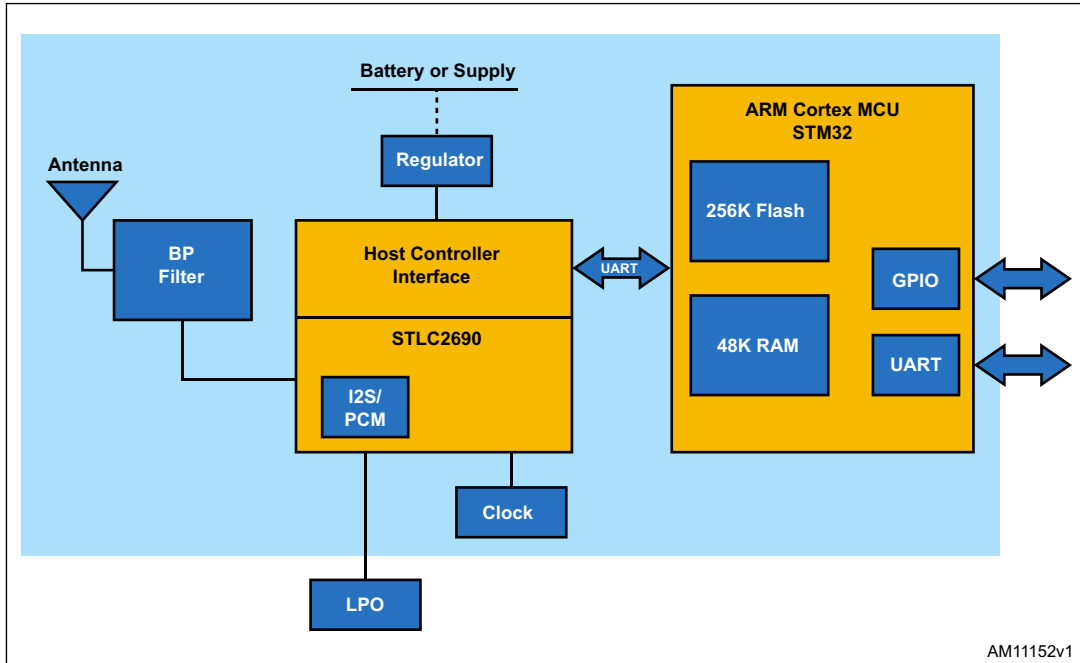 Battery or Supply
ARM Cortex MCU
STM32
Antenna
Regulator
256K Flash
BP
Filter
Host Controller
Interface
UART
GPIO
STLC2690
48K RAM
UART
I2S/
PCM
Clock
LPO
AM11152v1